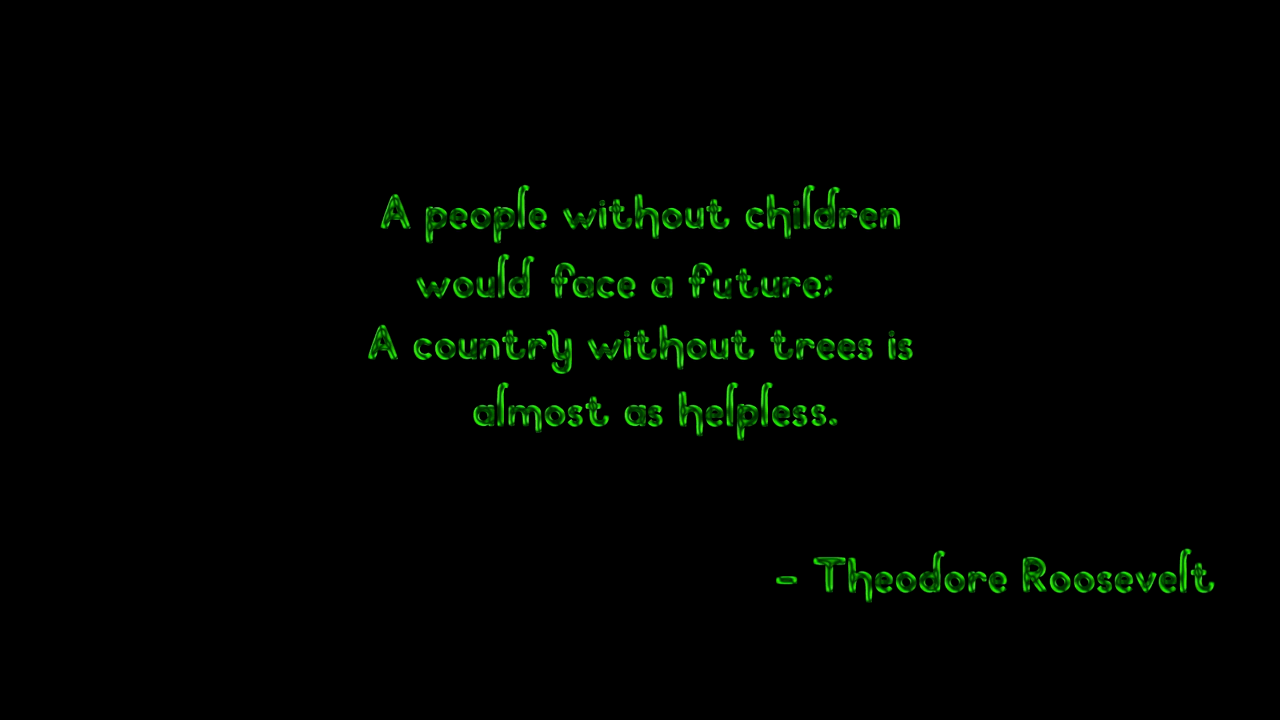 A people without children
would face a future;
A country without trees is
almost as helpless.
- Theodore Roosevelt